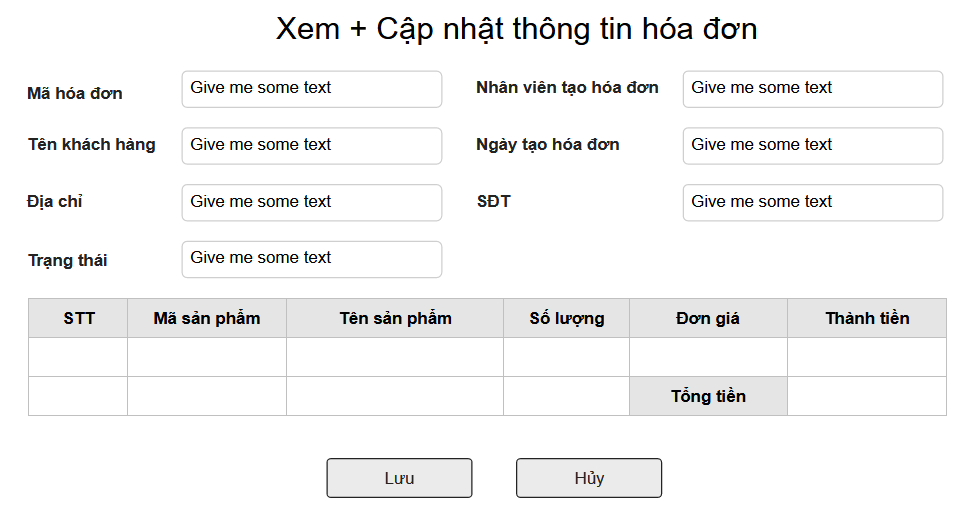 Xem + Cập nhật thông tin hóa đơn
Mã hóa đơn Give me some text Nhân viên tạo hóa đơn Give me some text
Tên khách hàng Give me some text Ngày tạo hóa đơn Give me some text
Địa chỉ Give me some text SĐT Give me some text
Trạng thái Give me some text
STT Mã sản phẩm Tên sản phẩm Số lượng Đơn giá Thành tiền
Tổng tiền
Lưu Hủy